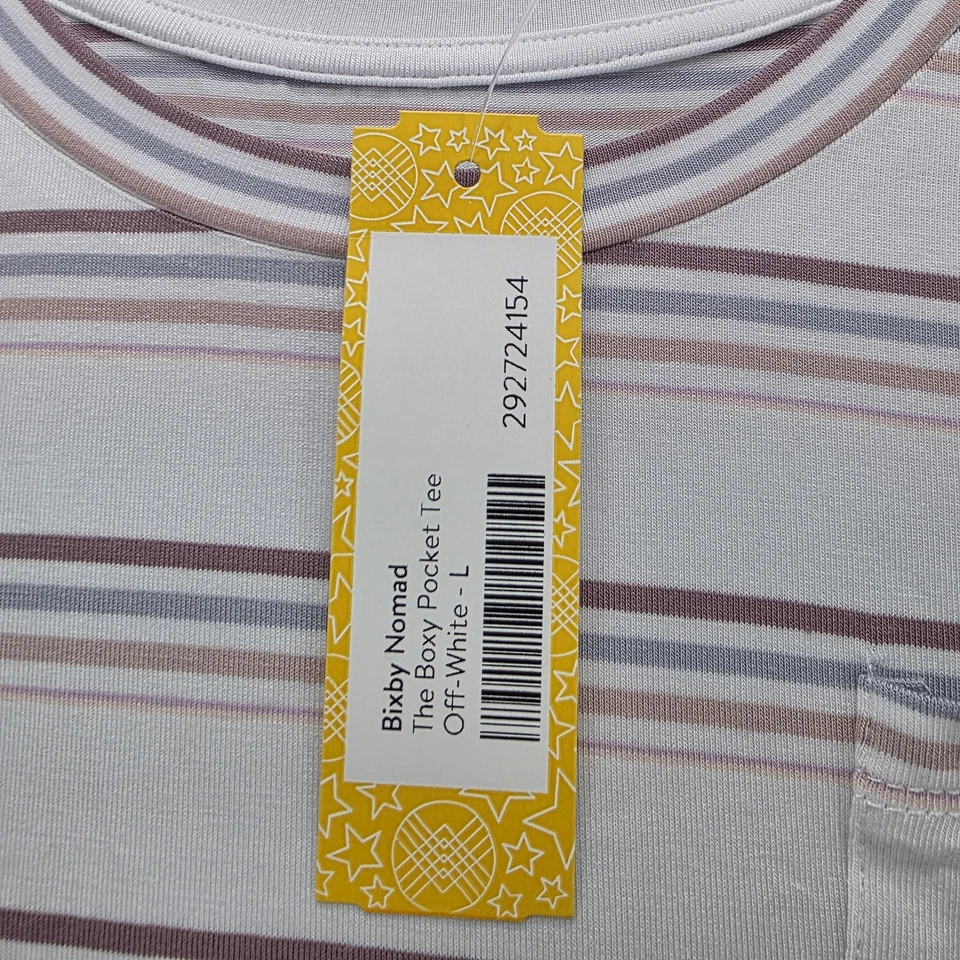 Bixby Nomad
The Boxy Pocket Tee
Off-White - L
292724154